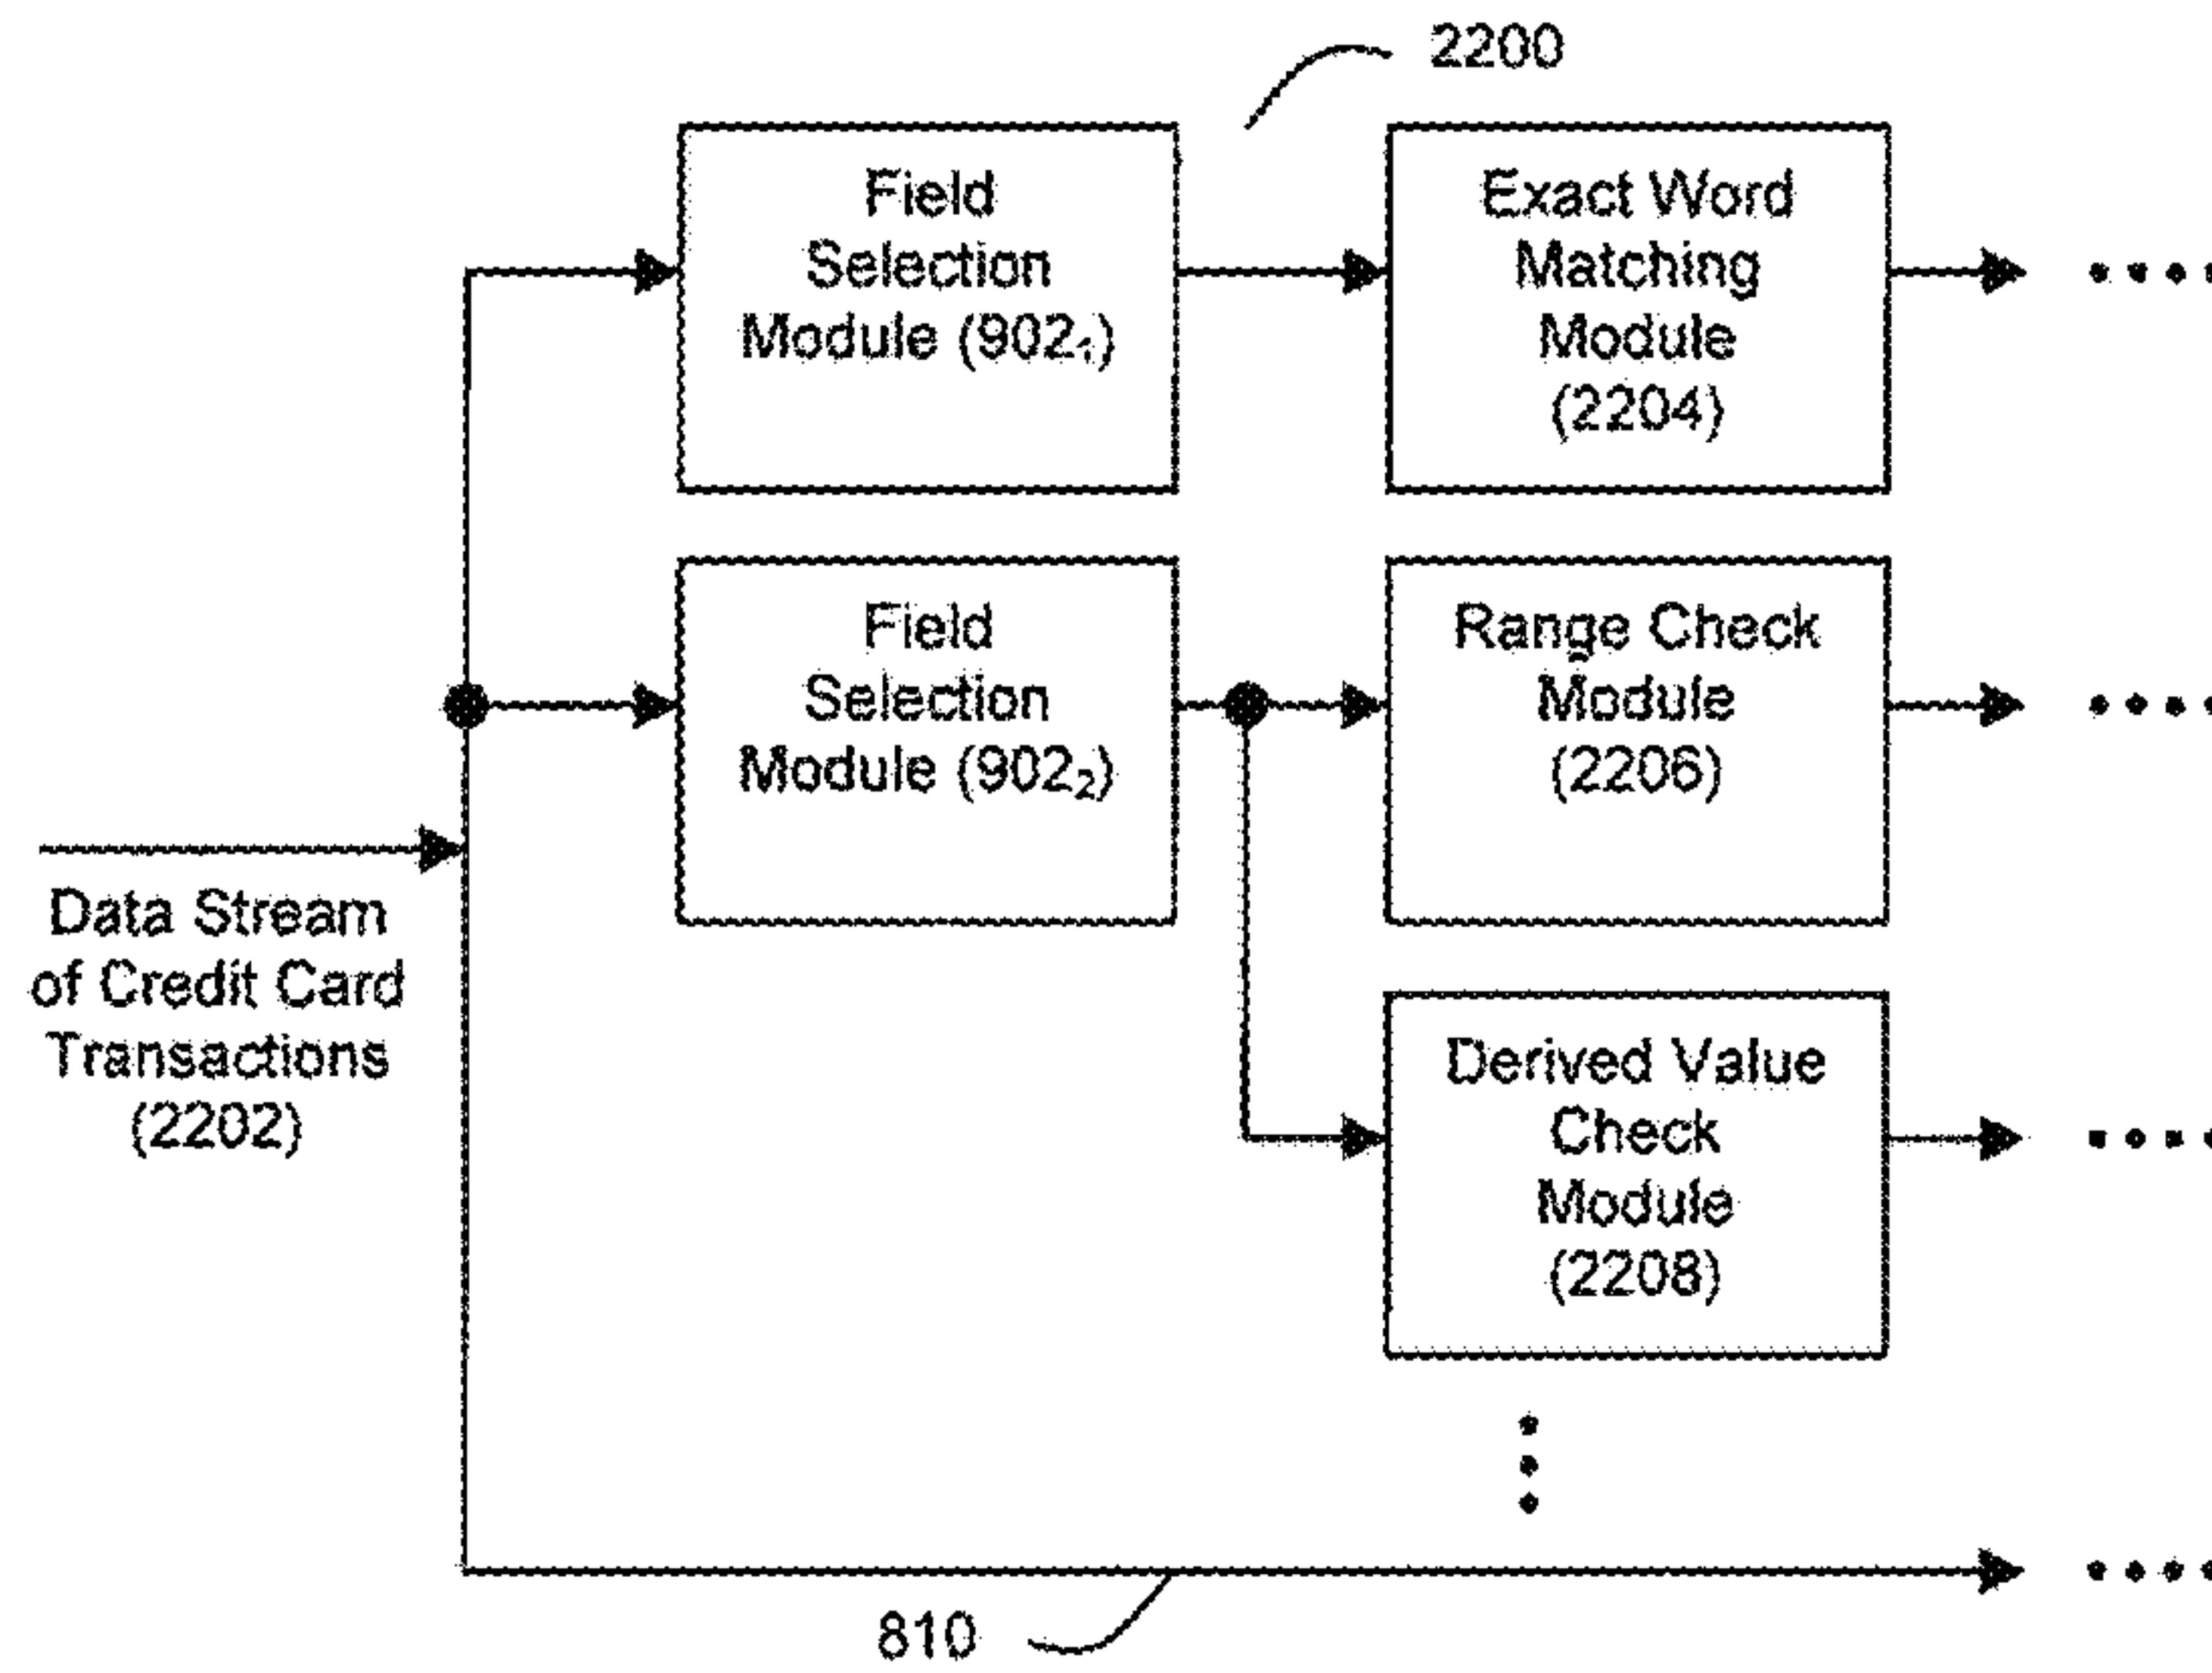 2200
Field
Selection
Module (902₁)
Exact Word
Matching
Module
(2204)
Field
Selection
Module (902₂)
Range Check
Module
(2206)
Data Stream
of Credit Card
Transactions
(2202)
Derived Value
Check
Module
(2208)
810